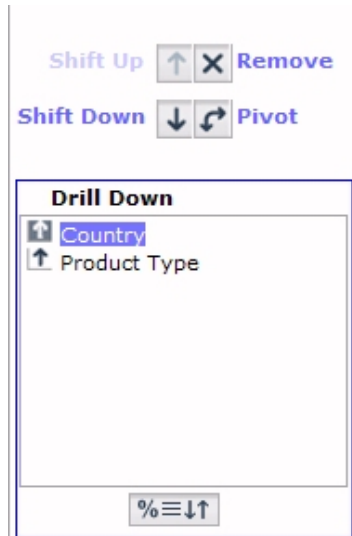 Shift Up Remove
Shift Down Pivot
Drill Down
Country
Product Type
%